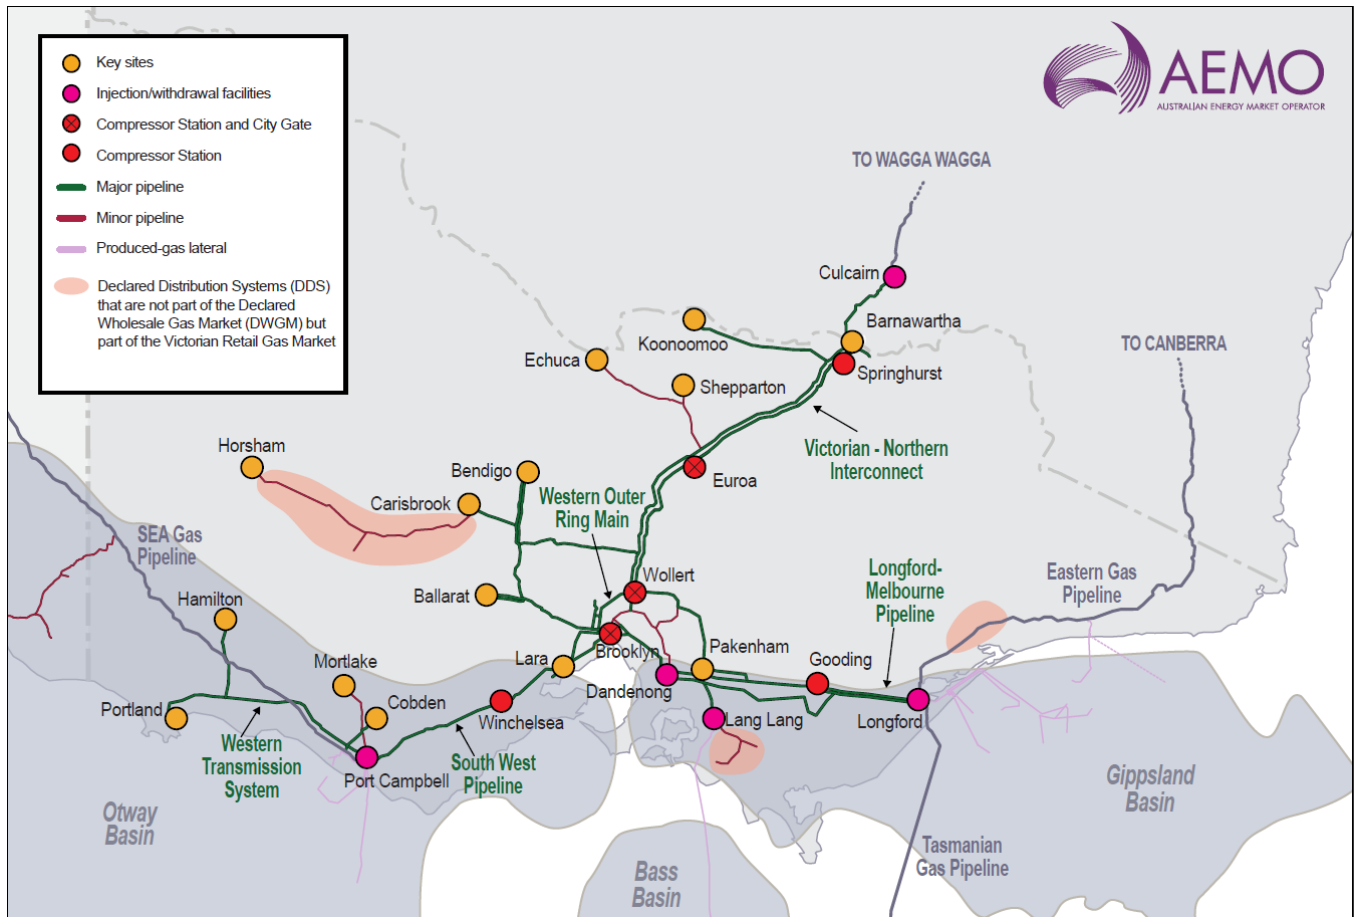 Key sites
Injection/withdrawal facilities
Compressor Station and City Gate
Compressor Station
Major pipeline
Minor pipeline
Produced-gas lateral
Declared Distribution Systems (DDS)
that are not part of the Declared
Wholesale Gas Market (DWGM) but
part of the Victorian Retail Gas Market
AEMO
AUSTRALIAN ENERGY MARKET OPERATOR
TO WAGGA WAGGA
Culcairn
Barnawartha
Koonoomoo
TO CANBERRA
Echuca
Springhurst
Shepparton
Horsham
Victorian - Northern
Interconnect
Bendigo
Euroa
Carisbrook
Western Outer
Ring Main
SEA Gas
Pipeline
Wollert
Longford-
Melbourne
Pipeline
Eastern Gas
Pipeline
Ballarat
Hamilton
Brooklyn
Pakenham
Lara
Gooding
Mortlake
Dandenong
Cobden
Portland
Winchelsea
Lang Lang
Longford
Western
Transmission
System
South West
Pipeline
Port Campbell
Gippsland
Basin
Otway
Basin
Tasmanian
Gas Pipeline
Bass
Basin